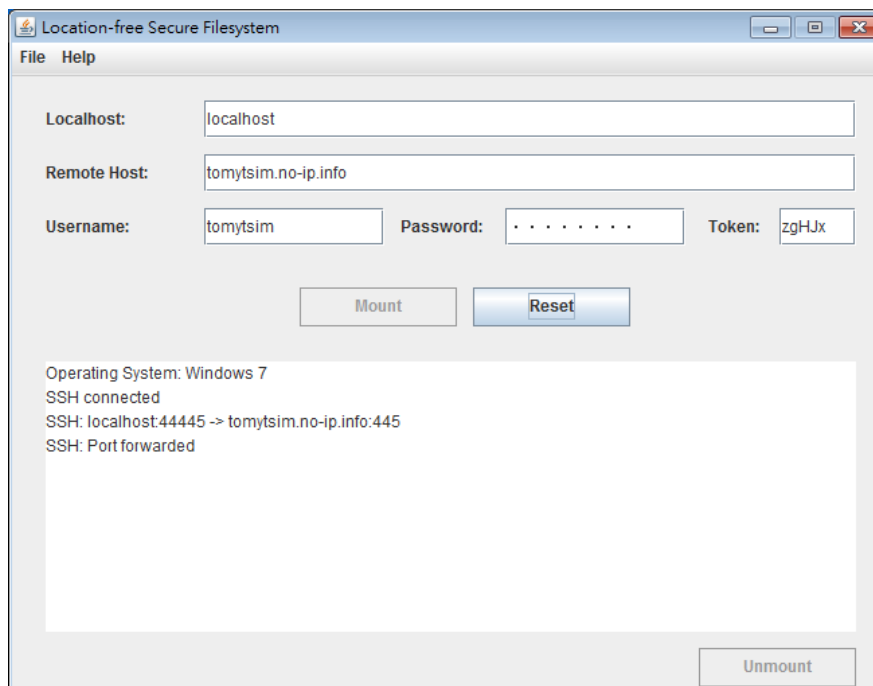 Location-free Secure Filesystem
File Help
Localhost: localhost
Remote Host: tomytsim.no-ip.info
Username: tomytsim Password: · · · · · · · · Token: zgHJx
Mount Reset
Operating System: Windows 7
SSH connected
SSH: localhost:44445 -> tomytsim.no-ip.info:445
SSH: Port forwarded
Unmount